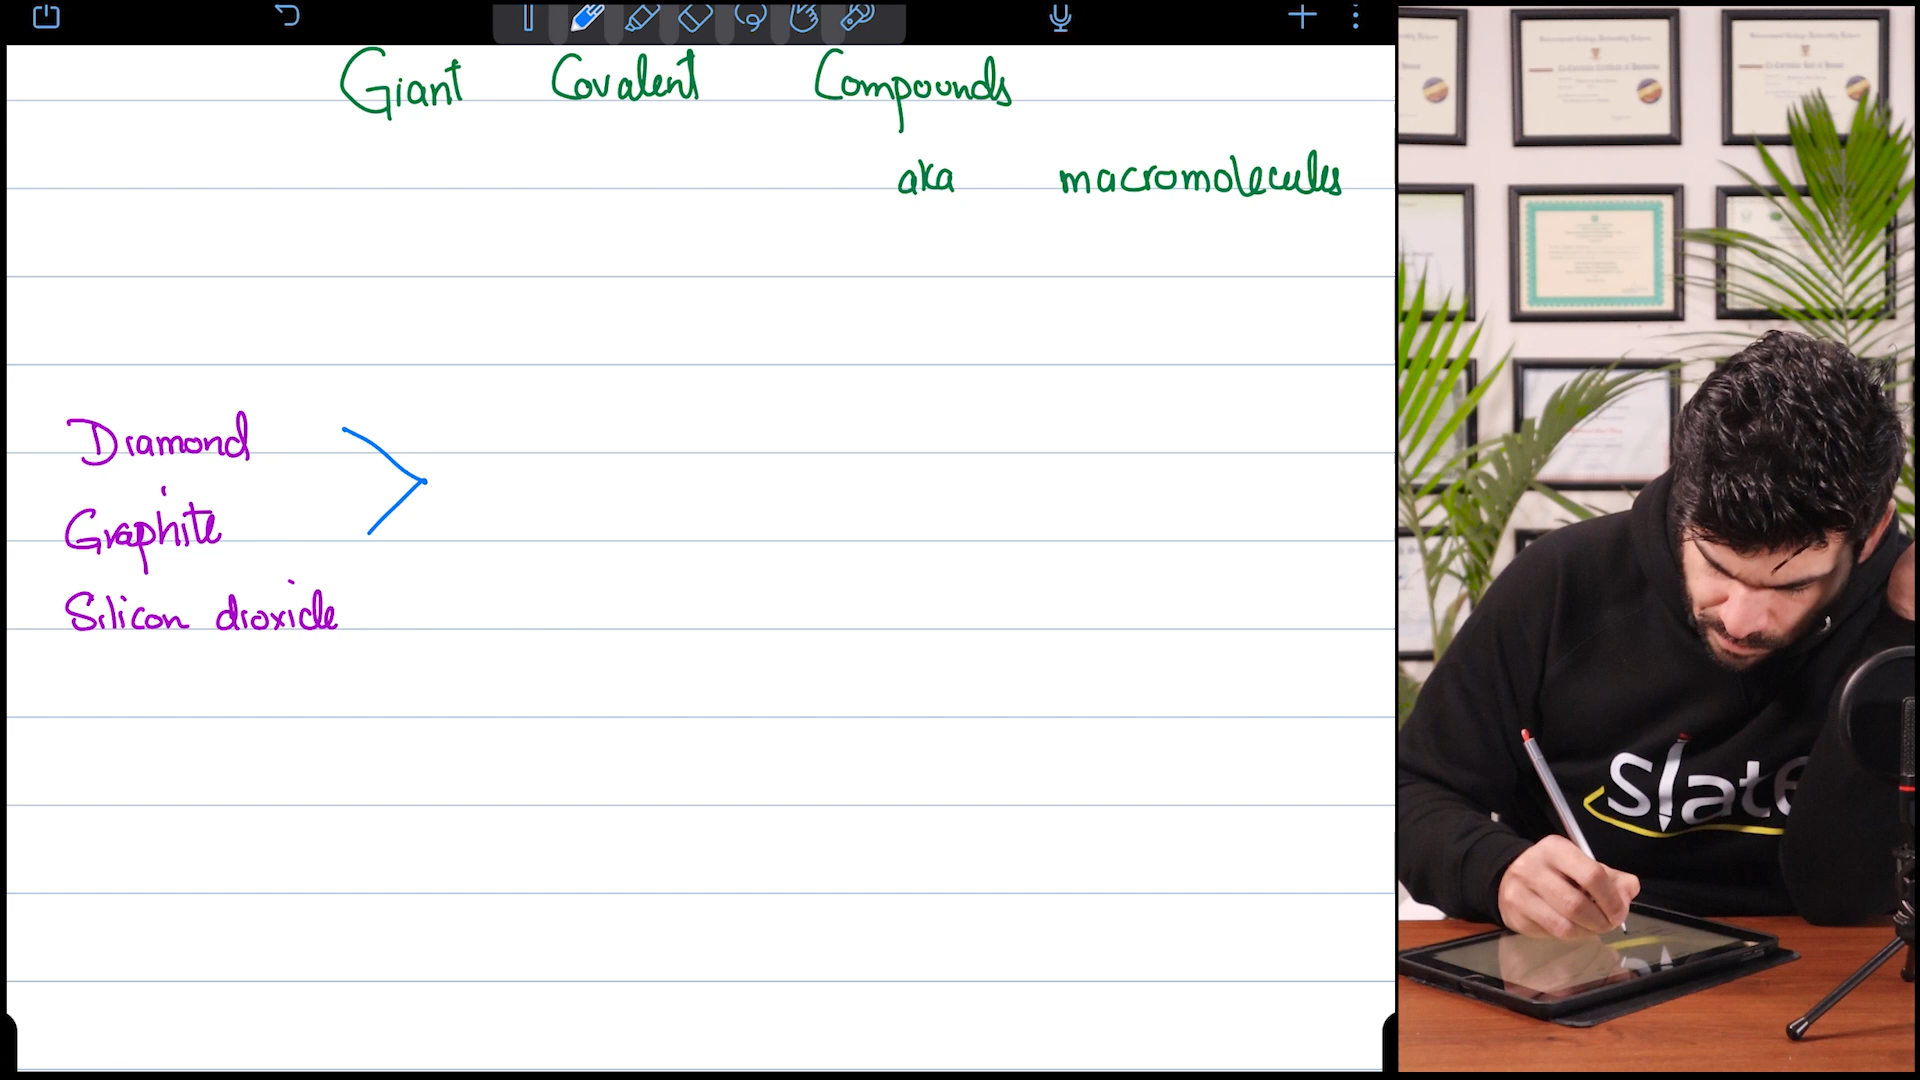 Giant Covalent Compounds
aka macromolecules
Diamond
Graphite
Silicon dioxide
Slate